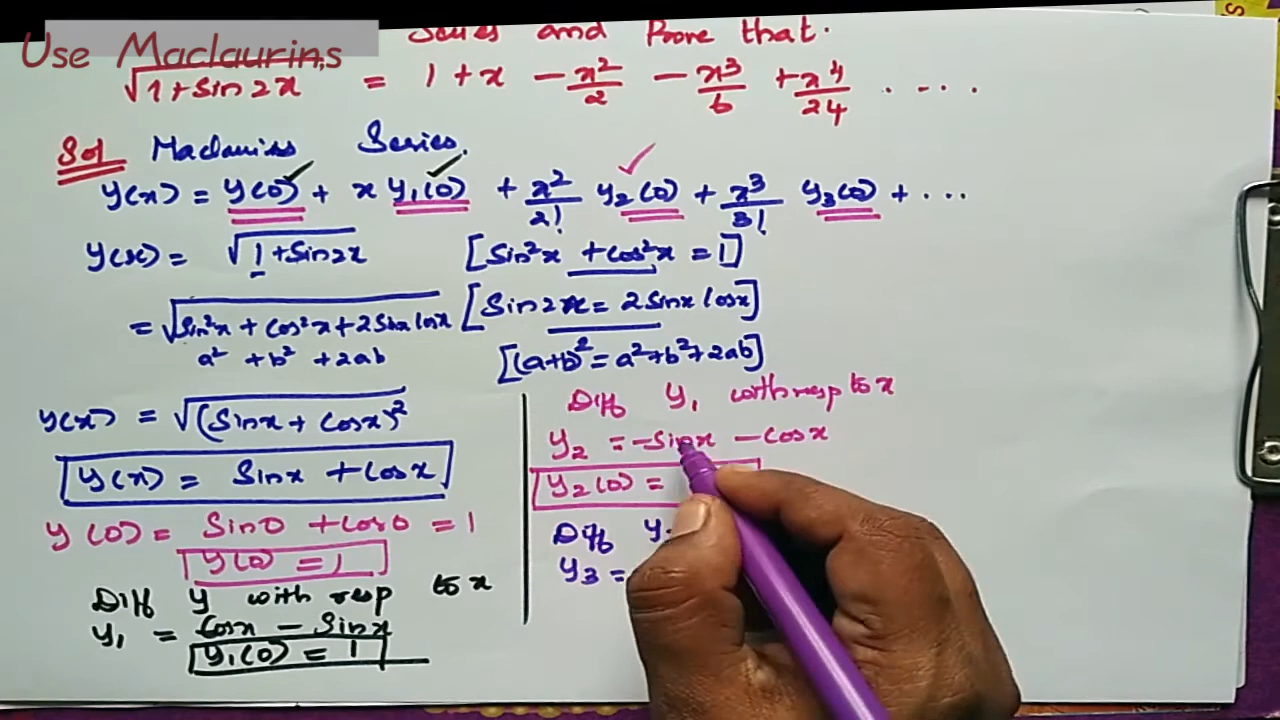 Use Maclaurin,s
Series and Prove that.
√1+sin2x = 1 + x - x²/2 - x³/6 + x⁴/24 .....
Sol Maclauins Series.
y(x) = y(0) + x y₁(0) + x²/2! y₂(0) + x³/3! y₃(0) + ...
y(x) = √1+sin2x [sin²x + cos²x = 1]
= √sin²x + cos²x + 2sinx cosx [sin2x = 2sinx cosx]
a² + b² + 2ab [(a+b)² = a²+b²+2ab]
y(x) = √(sinx + cosx)²
y(x) = sinx + cosx
y(0) = sin0 + cos0 = 1
y(0) = 1
Diff y with resp to x
y₁ = cosx - sinx
y₁(0) = 1
Diff y₁ with resp to x
y₂ = -sinx - cosx
y₂(0) =
Diff y
y₃ =